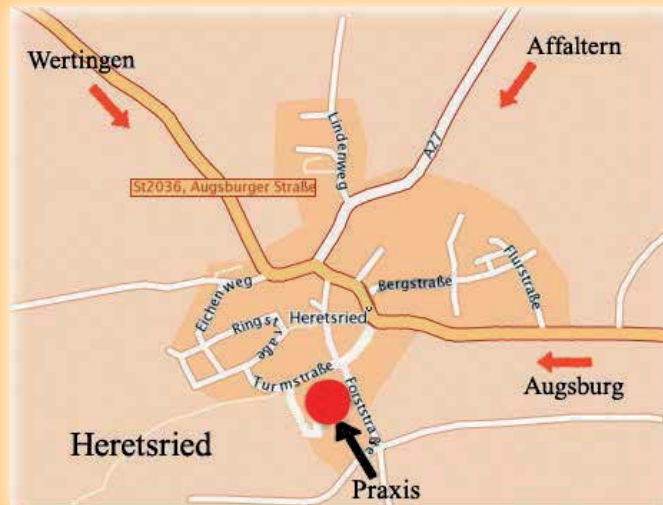 Wertingen
Affaltern
Lindenweg
A27
St2036, Augsburger Straße
Eichenweg
Bergstraße
Flurstraße
Ringstraße
Heretsried
Turmstraße
Forststraße
Augsburg
Heretsried
Praxis